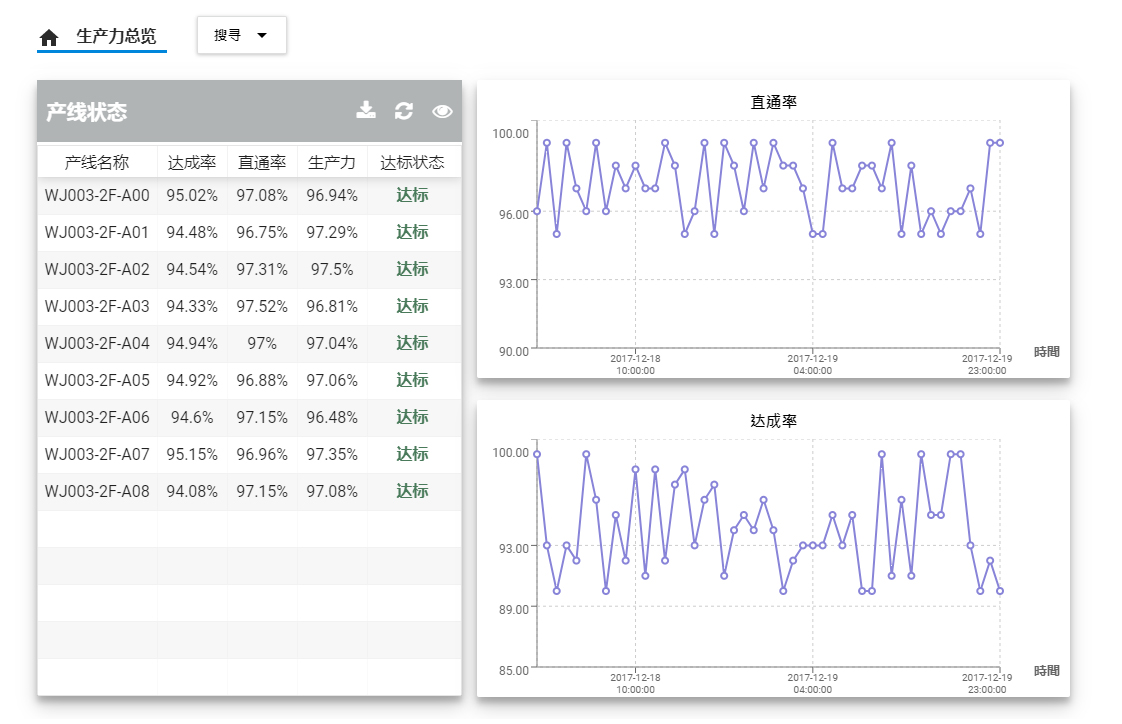 生产力总览
搜寻
产线状态
产线名称 达成率 直通率 生产力 达标状态
WJ003-2F-A00 95.02% 97.08% 96.94% 达标
WJ003-2F-A01 94.48% 96.75% 97.29% 达标
WJ003-2F-A02 94.54% 97.31% 97.5% 达标
WJ003-2F-A03 94.33% 97.52% 96.81% 达标
WJ003-2F-A04 94.94% 97% 97.04% 达标
WJ003-2F-A05 94.92% 96.88% 97.06% 达标
WJ003-2F-A06 94.6% 97.15% 96.48% 达标
WJ003-2F-A07 95.15% 96.96% 97.35% 达标
WJ003-2F-A08 94.08% 97.15% 97.08% 达标
直通率
100.00
96.00
93.00
90.00
2017-12-18 2017-12-19 2017-12-19
10:00:00 04:00:00 23:00:00
時間
达成率
100.00
93.00
89.00
85.00
2017-12-18 2017-12-19 2017-12-19
10:00:00 04:00:00 23:00:00
時間